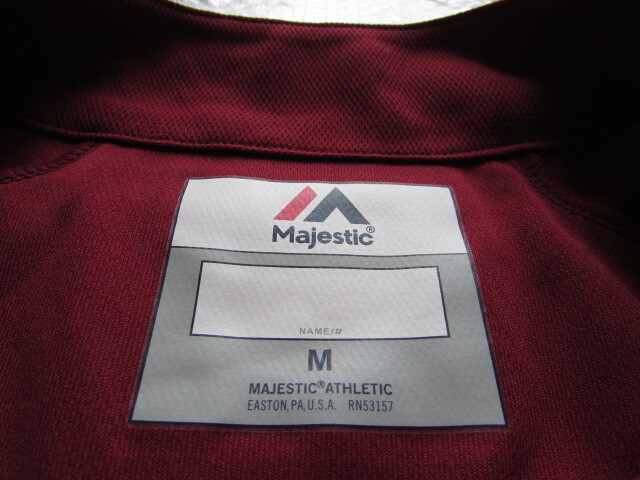 Majestic®
NAME/#
M
MAJESTIC®ATHLETIC
EASTON, PA, U.S.A. RN53157